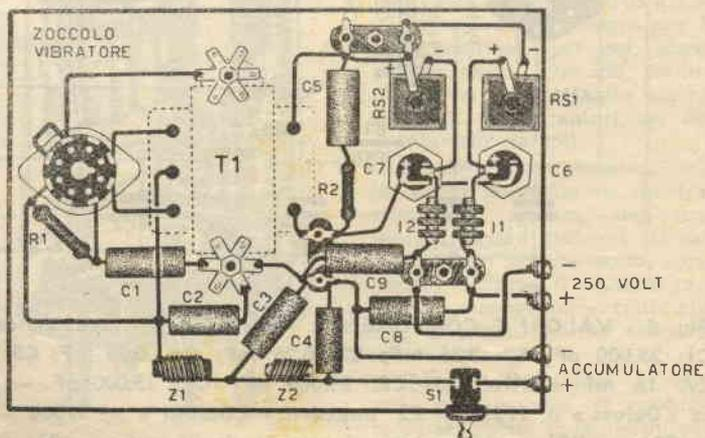 ZOCCOLO
VIBRATORE
C5
+
-
+
-
RS2
RS1
T1
C7
C6
R2
R1
I2
I1
C1
C9
-
250 VOLT
+
C2
C3
C4
C8
ACCUMULATORE
Z1
Z2
S1
+